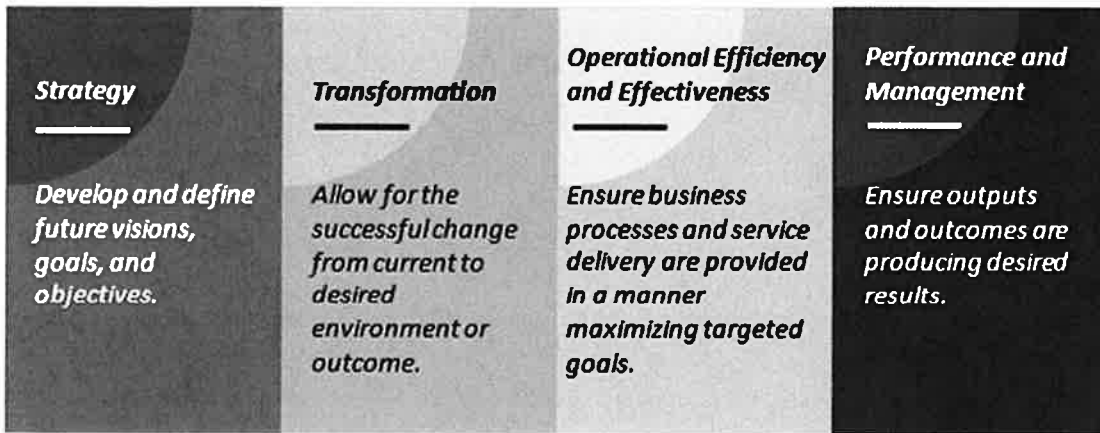 Strategy
Develop and define
future visions,
goals, and
objectives.
Transformation
Allow for the
successful change
from current to
desired
environment or
outcome.
Operational Efficiency
and Effectiveness
Ensure business
processes and service
delivery are provided
in a manner
maximizing targeted
goals.
Performance and
Management
Ensure outputs
and outcomes are
producing desired
results.